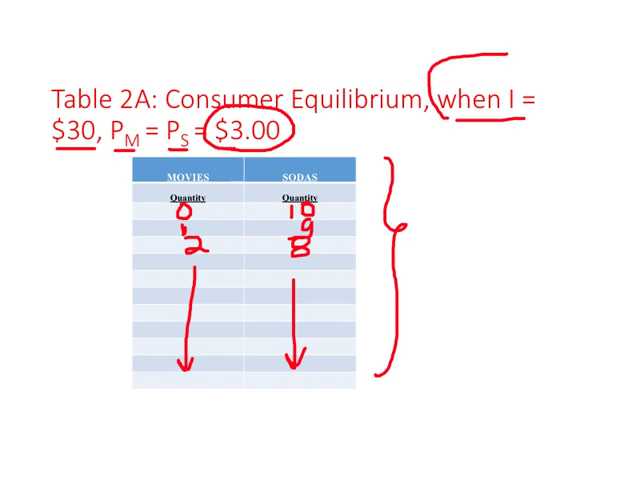 Table 2A: Consumer Equilibrium, when I =
$30, PM = PS = $3.00
MOVIES SODAS
Quantity Quantity
0 10
1 9
2 8